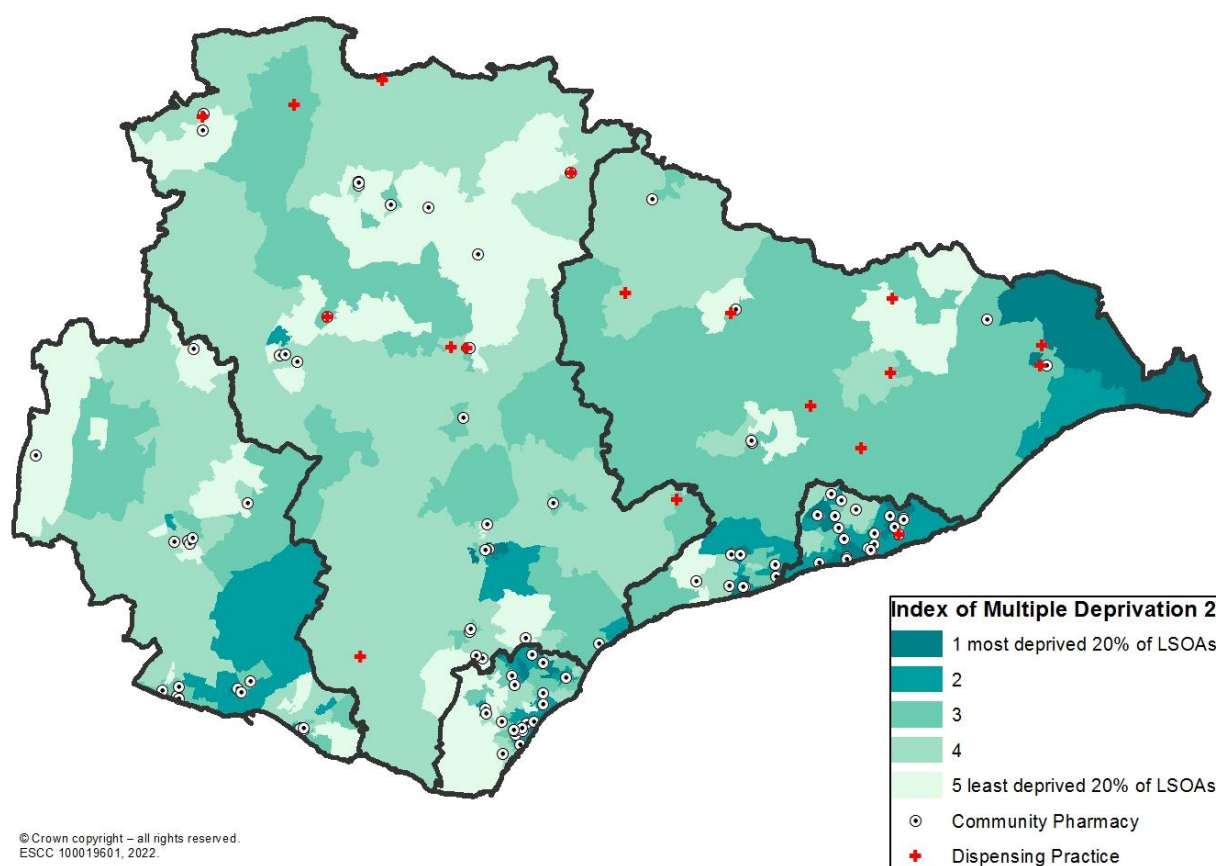 Index of Multiple Deprivation 2
1 most deprived 20% of LSOAs
2
3
4
5 least deprived 20% of LSOAs
Community Pharmacy
Dispensing Practice
© Crown copyright – all rights reserved.
ESCC 100019601, 2022.